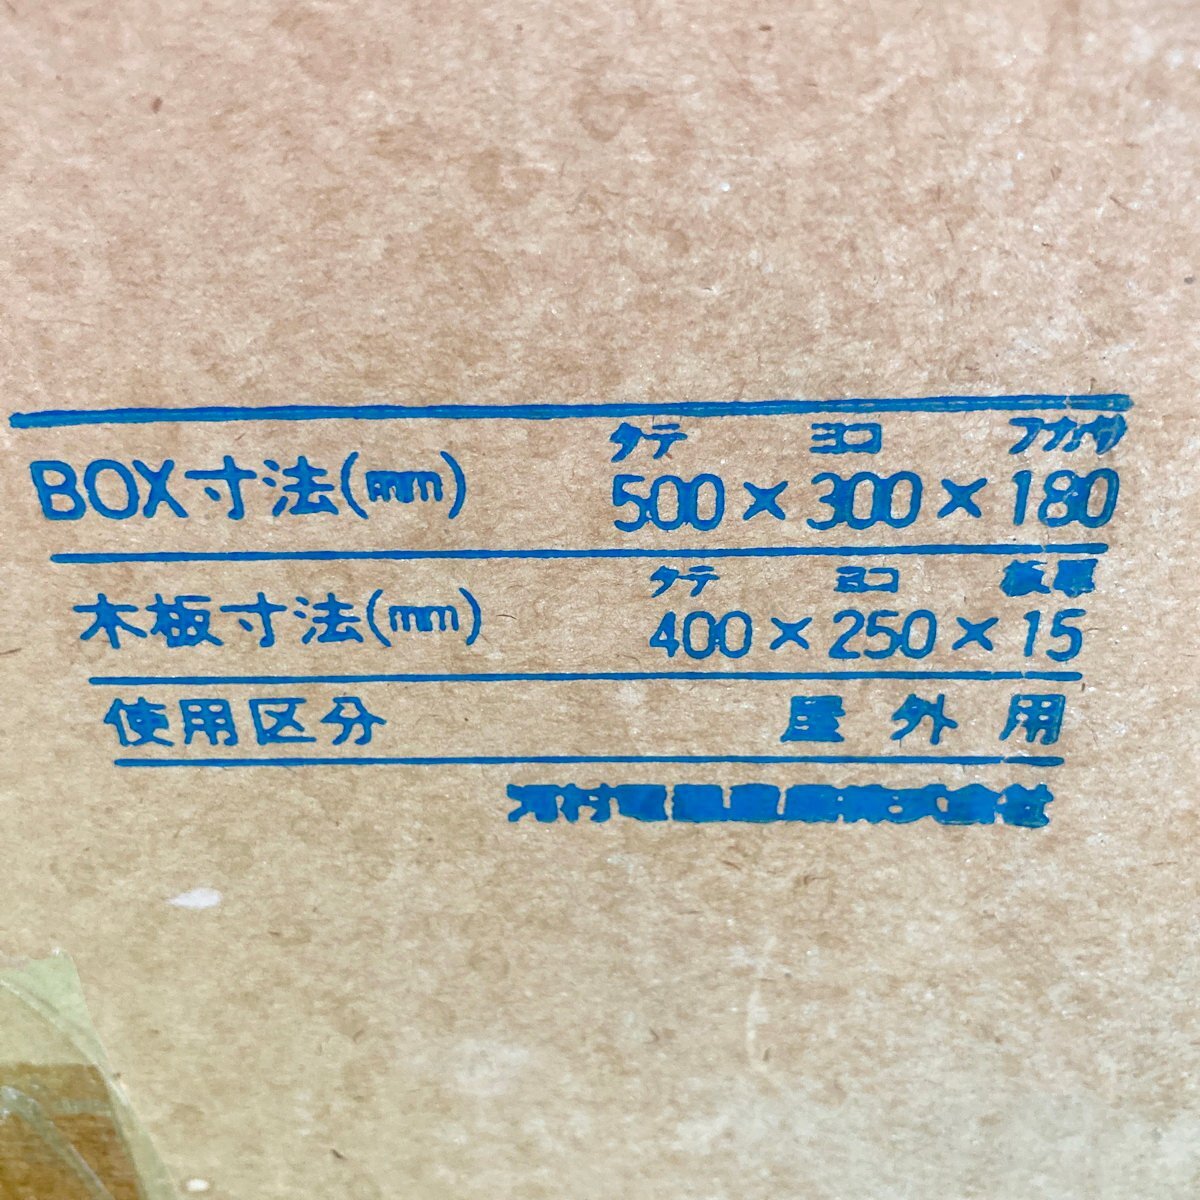 タテ ヨコ フカサ
BOX寸法(mm) 500×300×180
タテ ヨコ 板厚
木板寸法(mm) 400×250×15
使用区分 屋外用
河村電器産業株式会社